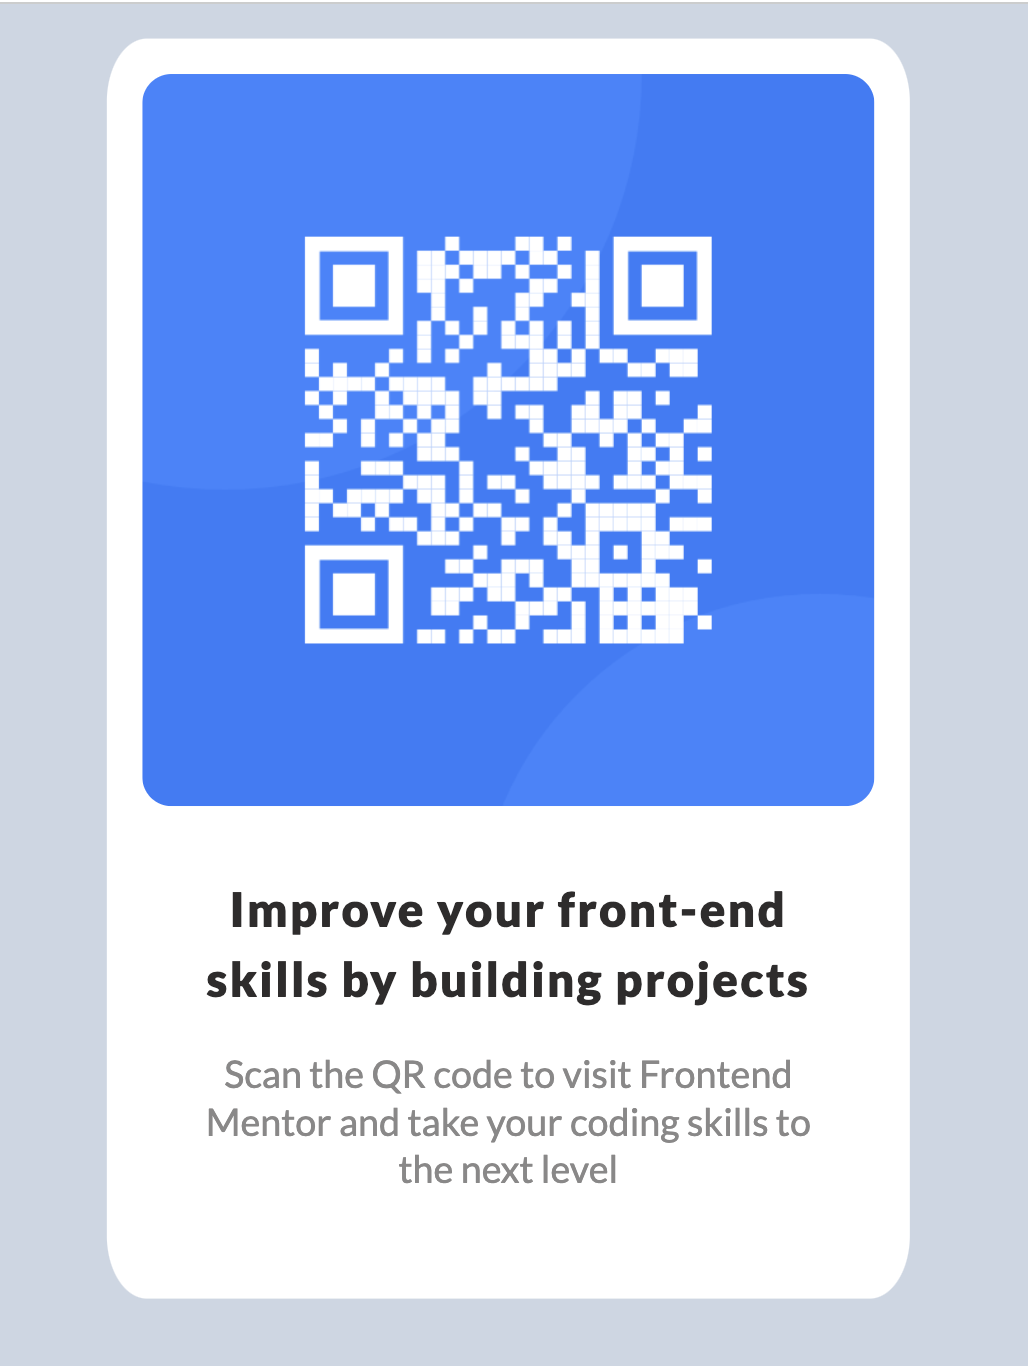 Improve your front-end
skills by building projects
Scan the QR code to visit Frontend
Mentor and take your coding skills to
the next level